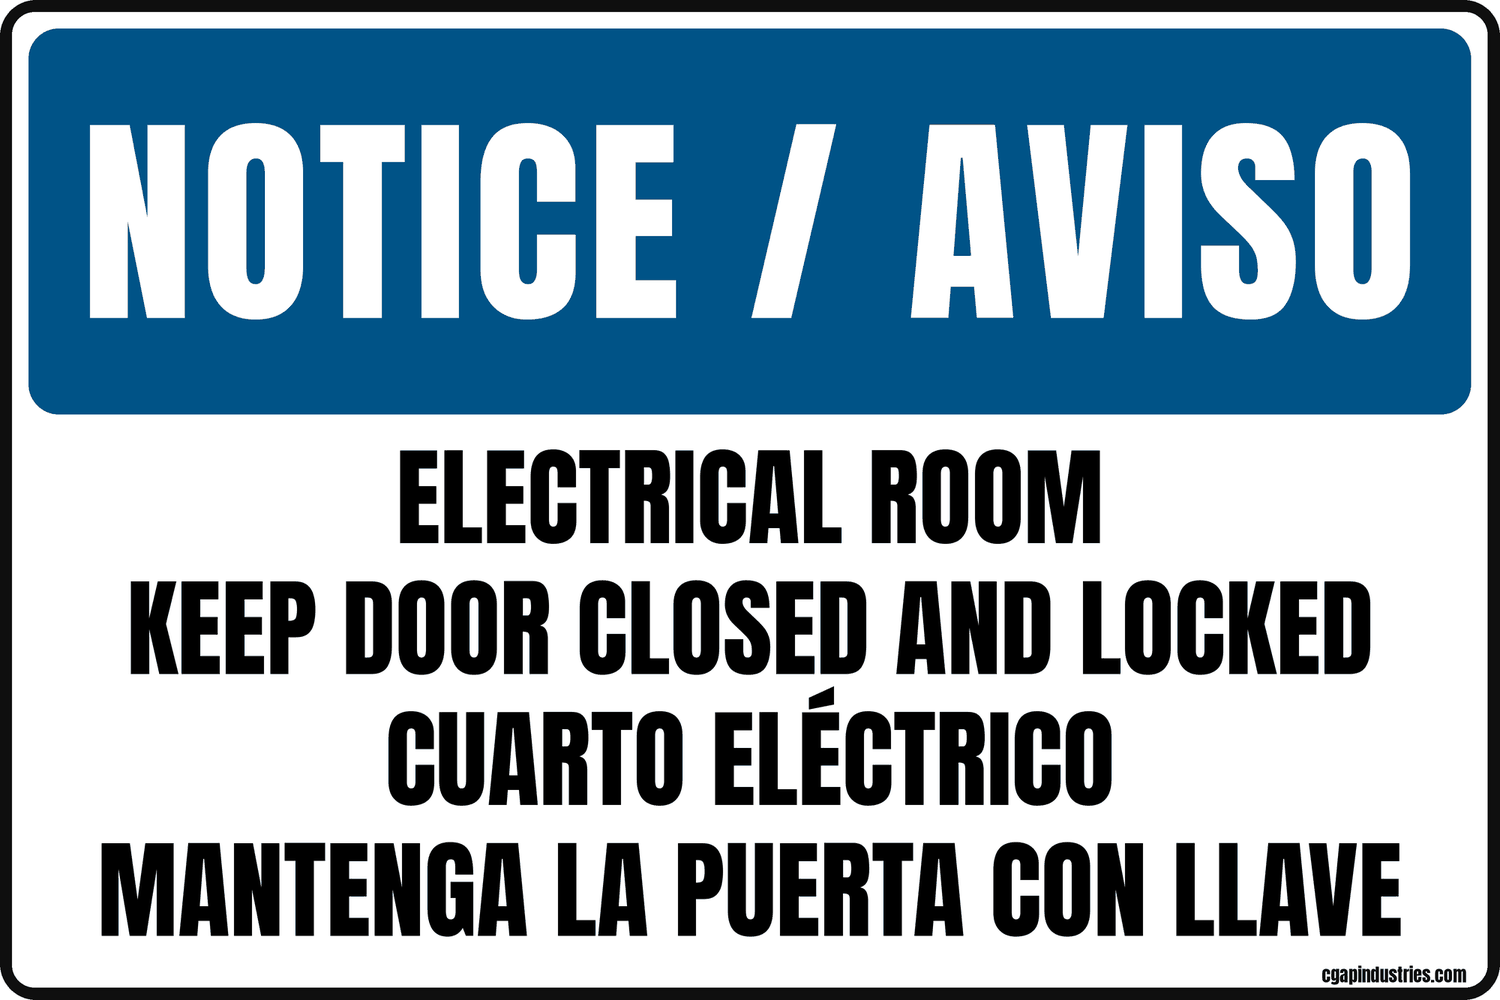 NOTICE / AVISO
ELECTRICAL ROOM
KEEP DOOR CLOSED AND LOCKED
CUARTO ELÉCTRICO
MANTENGA LA PUERTA CON LLAVE
cgapindustries.com